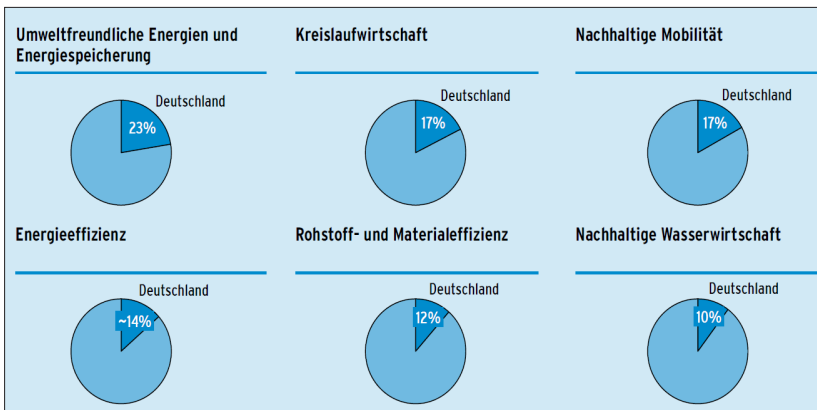 Umweltfreundliche Energien und
Energiespeicherung
Deutschland
23%
Kreislaufwirtschaft
Deutschland
17%
Nachhaltige Mobilität
Deutschland
17%
Energieeffizienz
Deutschland
~14%
Rohstoff- und Materialeffizienz
Deutschland
12%
Nachhaltige Wasserwirtschaft
Deutschland
10%